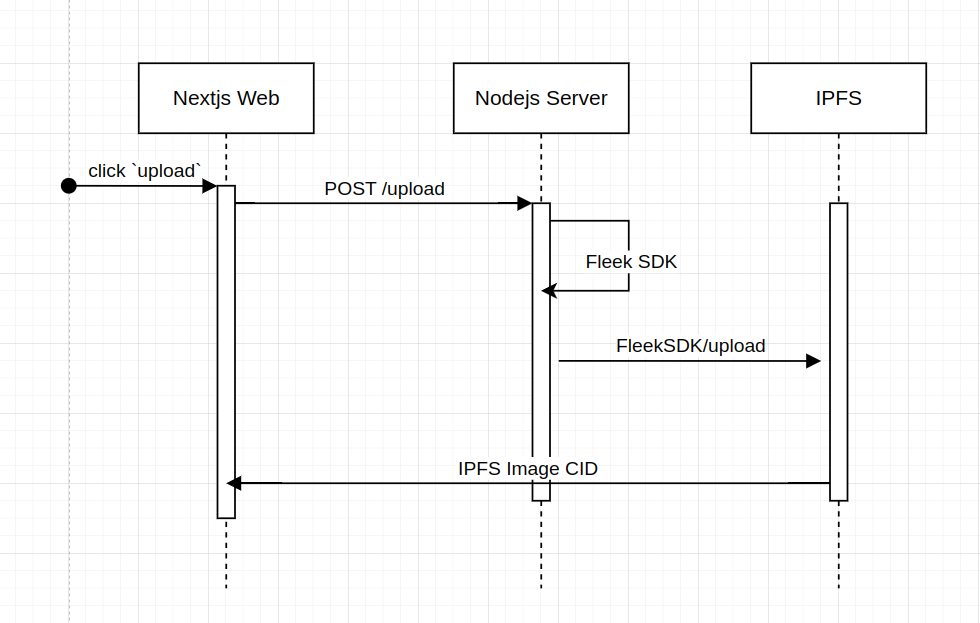 Nextjs Web
Nodejs Server
IPFS
click `upload`
POST /upload
Fleek SDK
FleekSDK/upload
IPFS Image CID